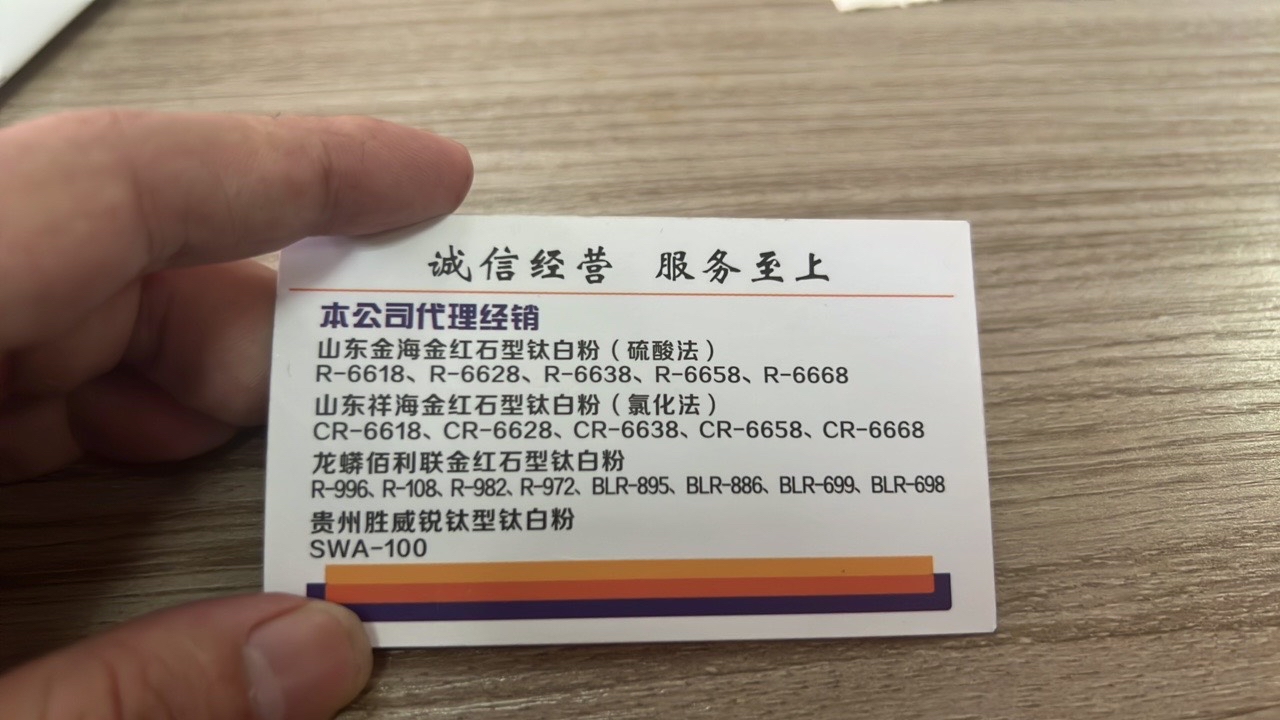 诚信经营 服务至上
本公司代理经销
山东金海金红石型钛白粉（硫酸法）
R-6618、R-6628、R-6638、R-6658、R-6668
山东祥海金红石型钛白粉（氯化法）
CR-6618、CR-6628、CR-6638、CR-6658、CR-6668
龙蟒佰利联金红石型钛白粉
R-996、R-108、R-982、R-972、BLR-895、BLR-886、BLR-699、BLR-698
贵州胜威锐钛型钛白粉
SWA-100